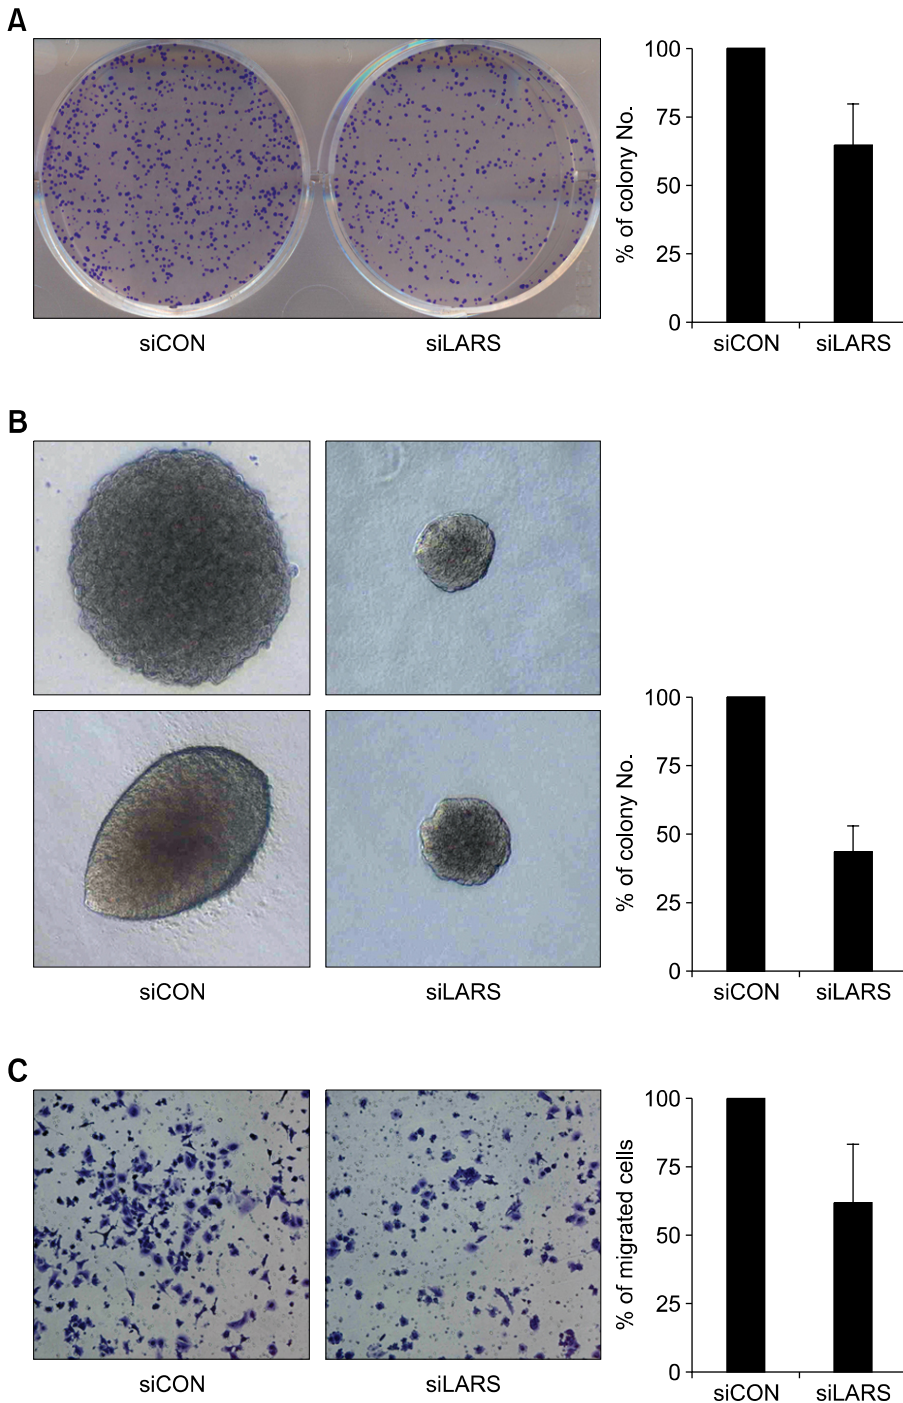 A
100
75
50
25
0
% of colony No.
siCON
siLARS
siCON
siLARS
B
100
75
50
25
0
% of colony No.
siCON
siLARS
siCON
siLARS
C
100
75
50
25
0
% of migrated cells
siCON
siLARS
siCON
siLARS